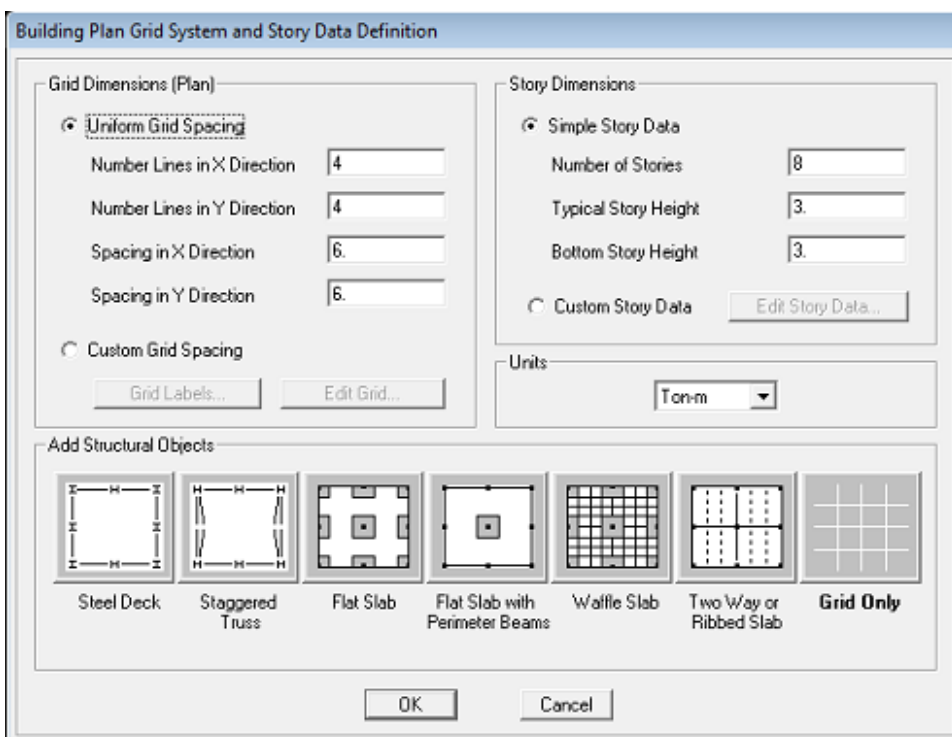 Building Plan Grid System and Story Data Definition
Grid Dimensions (Plan)
Uniform Grid Spacing
Number Lines in X Direction 4
Number Lines in Y Direction 4
Spacing in X Direction 6.
Spacing in Y Direction 6.
Custom Grid Spacing
Grid Labels... Edit Grid...
Story Dimensions
Simple Story Data
Number of Stories 8
Typical Story Height 3.
Bottom Story Height 3.
Custom Story Data Edit Story Data...
Units
Ton-m
Add Structural Objects
Steel Deck
Staggered
Truss
Flat Slab
Flat Slab with
Perimeter Beams
Waffle Slab
Two Way or
Ribbed Slab
Grid Only
OK Cancel